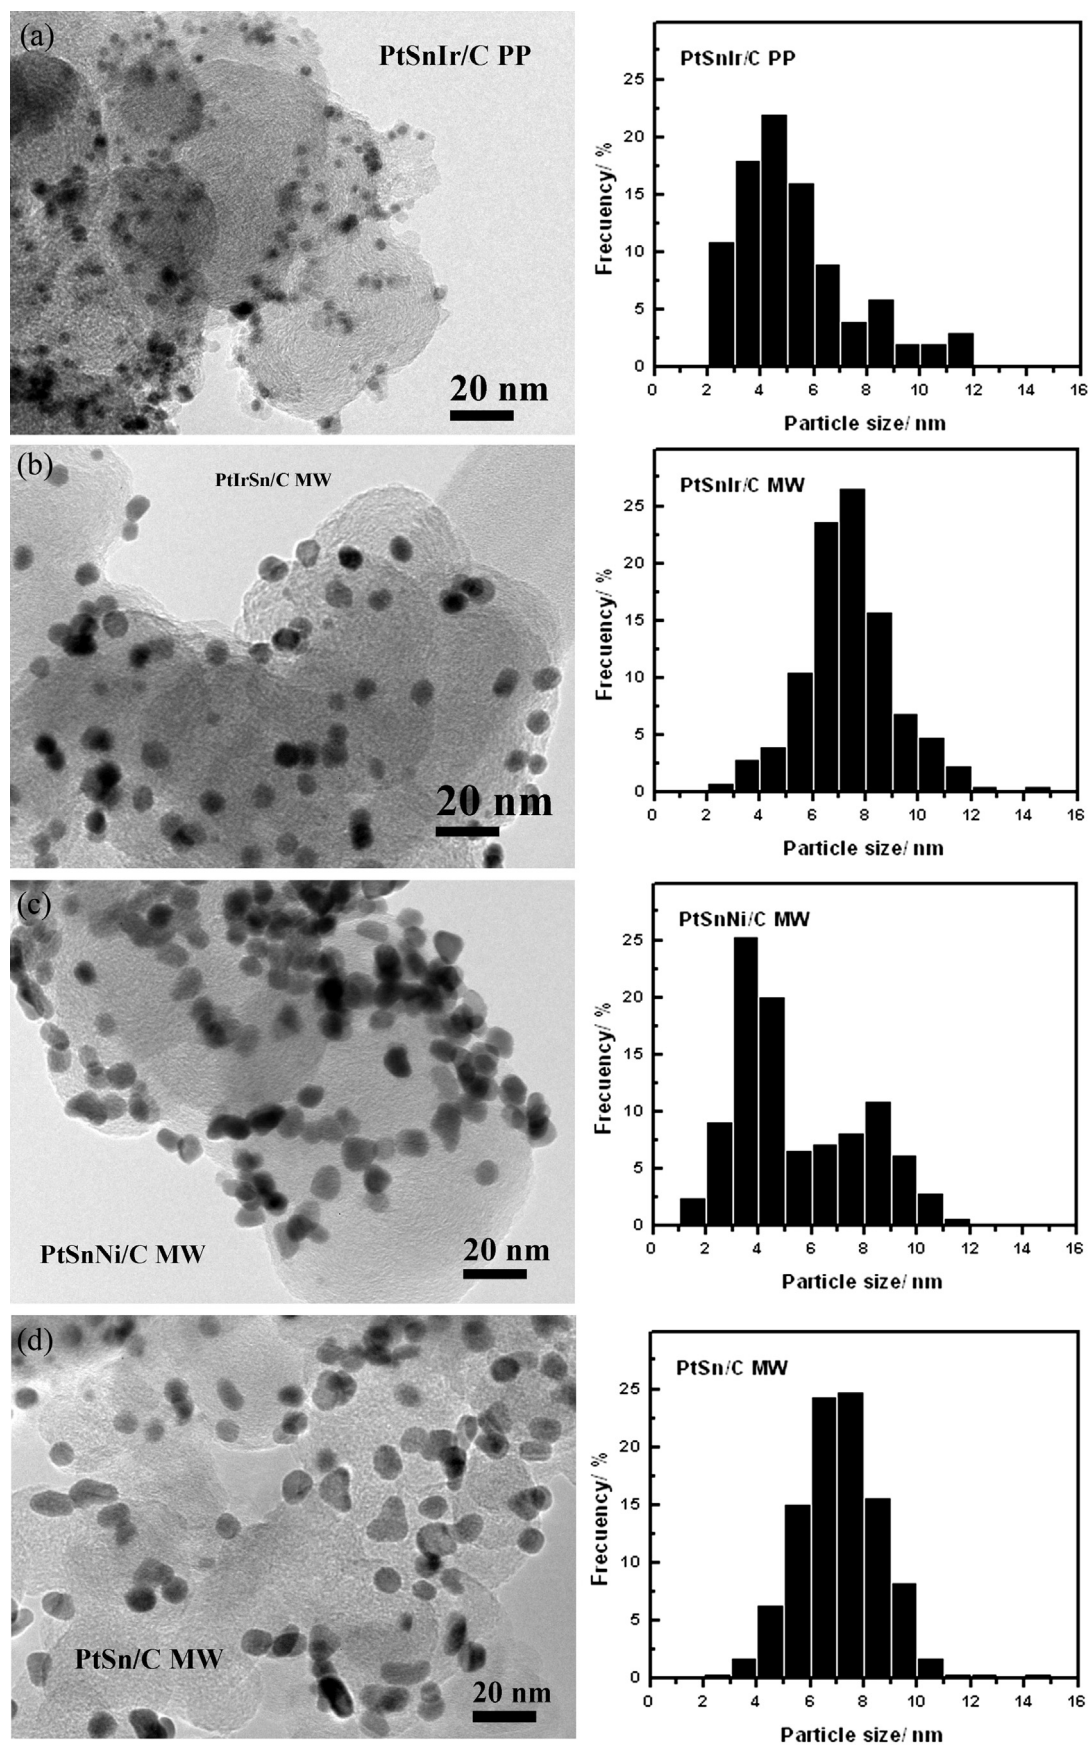 (a)
PtSnIr/C PP
20 nm
PtSnIr/C PP
Frecuency/ %
25
20
15
10
5
0
0 2 4 6 8 10 12 14 16
Particle size/ nm
(b)
PtIrSn/C MW
20 nm
PtSnIr/C MW
Frecuency/ %
25
20
15
10
5
0
0 2 4 6 8 10 12 14 16
Particle size/ nm
(c)
PtSnNi/C MW
20 nm
PtSnNi/C MW
Frecuency/ %
25
20
15
10
5
0
0 2 4 6 8 10 12 14 16
Particle size/ nm
(d)
PtSn/C MW
20 nm
PtSn/C MW
Frecuency/ %
25
20
15
10
5
0
0 2 4 6 8 10 12 14 16
Particle size/ nm